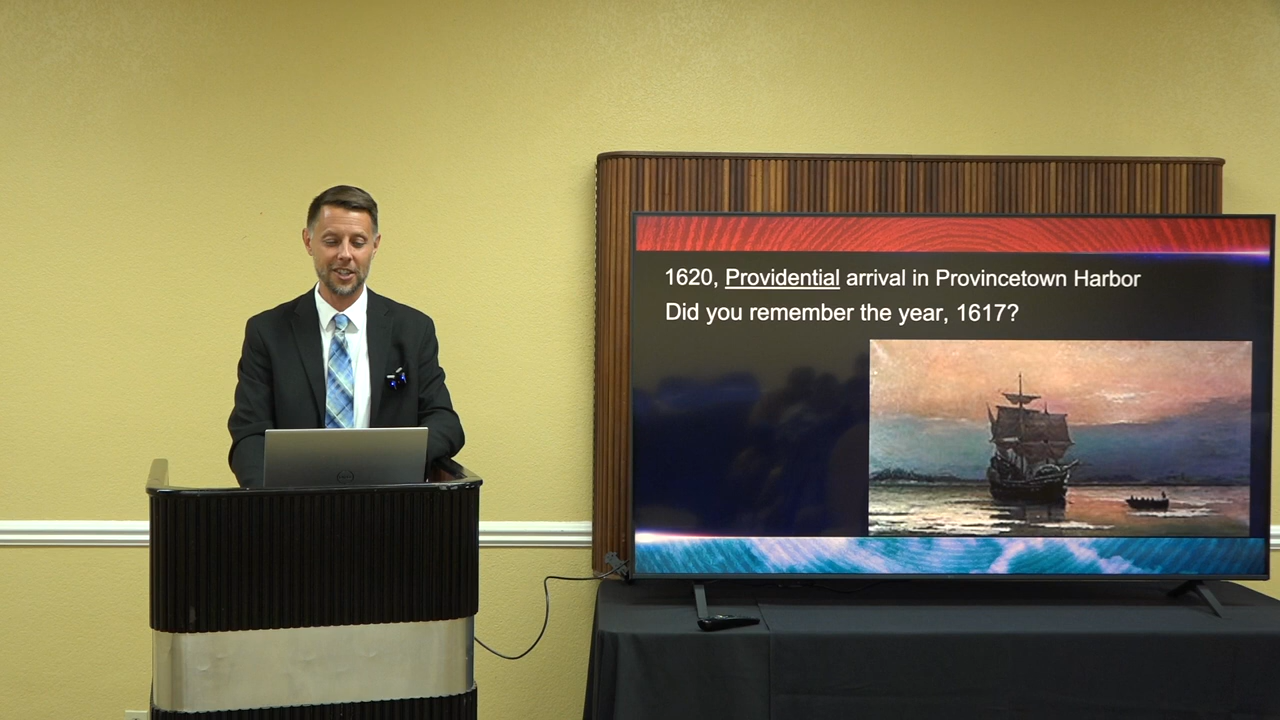 1620, Providential arrival in Provincetown Harbor
Did you remember the year, 1617?